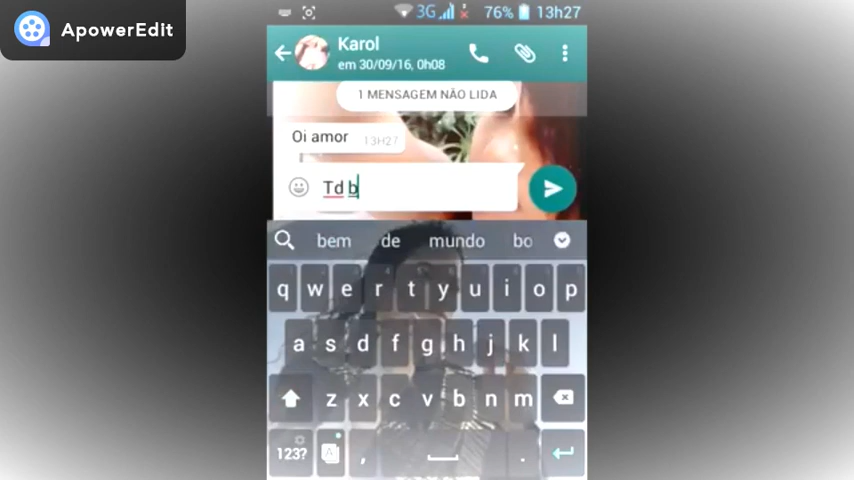 ApowerEdit
3G 76% 13h27
Karol
em 30/09/16, 0h08
1 MENSAGEM NÃO LIDA
Oi amor 13H27
Td b
bem de mundo bo
q w e r t y u i o p
a s d f g h j k l
z x c v b n m
123? , .